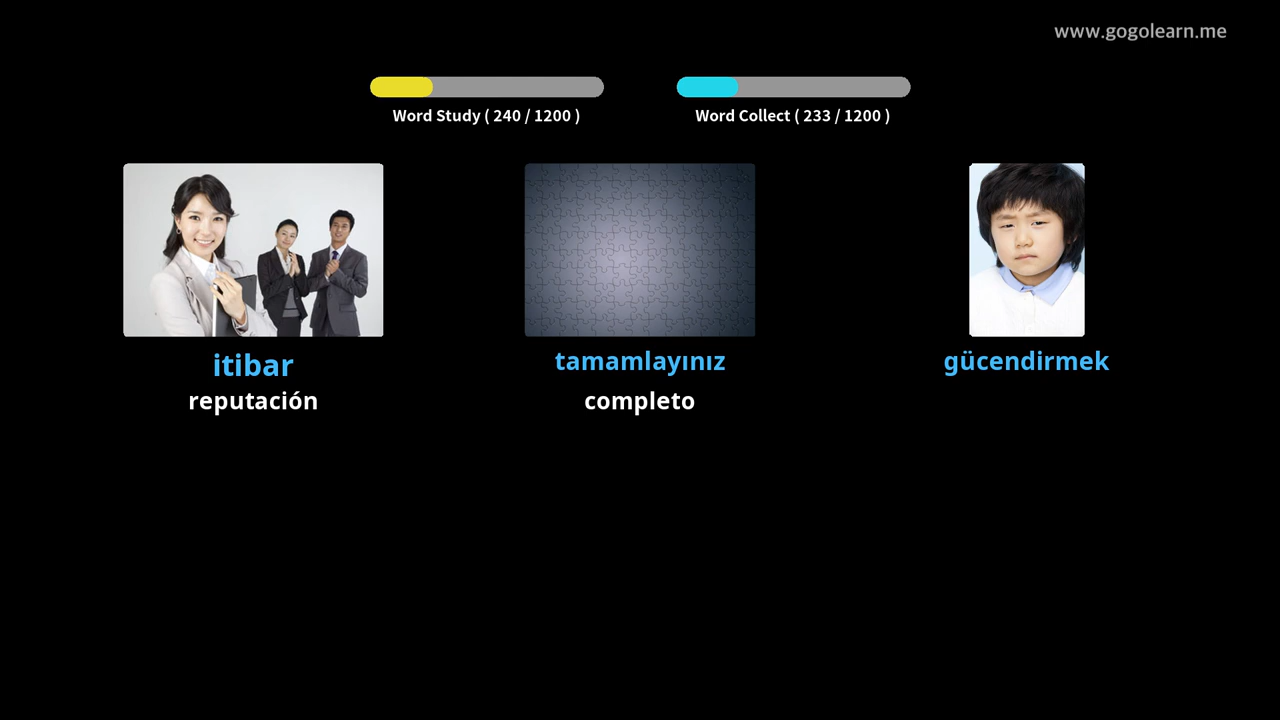 www.gogolearn.me
Word Study ( 240 / 1200 )
Word Collect ( 233 / 1200 )
itibar
reputación
tamamlayınız
completo
gücendirmek